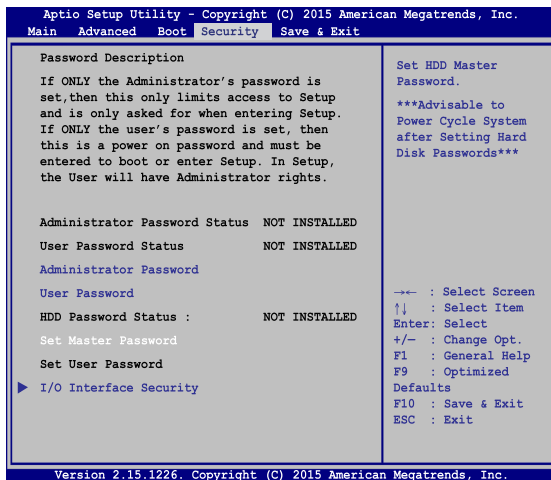 Aptio Setup Utility - Copyright (C) 2015 American Megatrends, Inc.
Main Advanced Boot Security Save & Exit
Password Description
If ONLY the Administrator's password is
set,then this only limits access to Setup
and is only asked for when entering Setup.
If ONLY the user's password is set, then
this is a power on password and must be
entered to boot or enter Setup. In Setup,
the User will have Administrator rights.
Administrator Password Status NOT INSTALLED
User Password Status NOT INSTALLED
Administrator Password
User Password
HDD Password Status : NOT INSTALLED
Set Master Password
Set User Password
I/O Interface Security
Set HDD Master
Password.
***Advisable to
Power Cycle System
after Setting Hard
Disk Passwords***
→← : Select Screen
↑↓ : Select Item
Enter: Select
+/— : Change Opt.
F1 : General Help
F9 : Optimized
Defaults
F10 : Save & Exit
ESC : Exit
Version 2.15.1226. Copyright (C) 2015 American Megatrends, Inc.